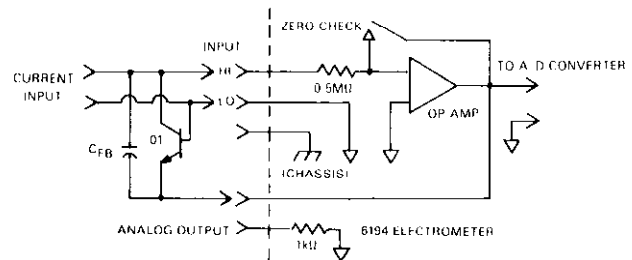 ZERO CHECK
INPUT
TO A D CONVERTER
CURRENT
INPUT
HI
0.5MΩ
OP AMP
LO
Q1
CFB
(CHASSIS)
ANALOG OUTPUT
6194 ELECTROMETER
1kΩ